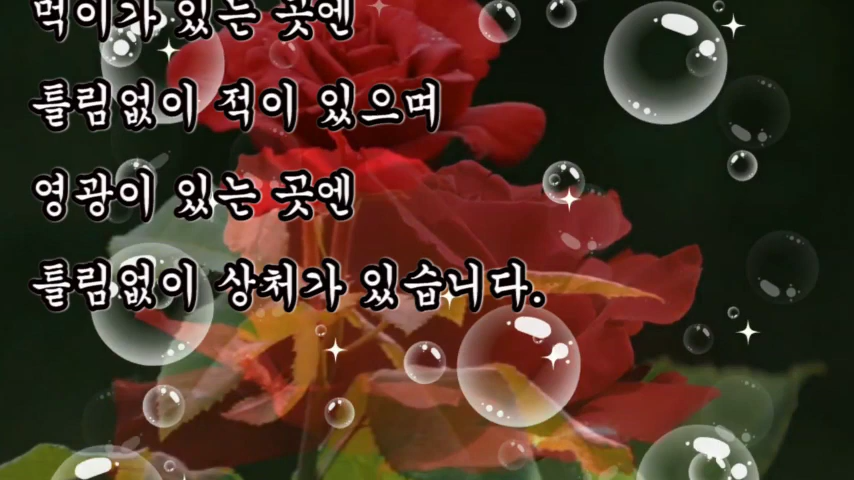 먹이가 있는 곳엔
틀림없이 적이 있으며
영광이 있는 곳엔
틀림없이 상처가 있습니다.